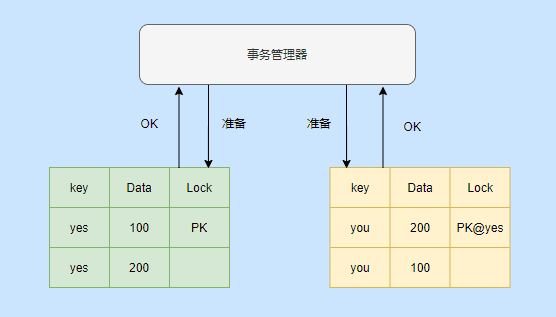 事务管理器
OK 准备 准备 OK
key Data Lock
yes 100 PK
yes 200
key Data Lock
you 200 PK@yes
you 100